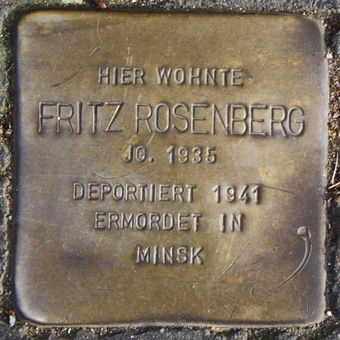 HIER WOHNTE
FRITZ ROSENBERG
JG. 1935
DEPORTIERT 1941
ERMORDET IN
MINSK